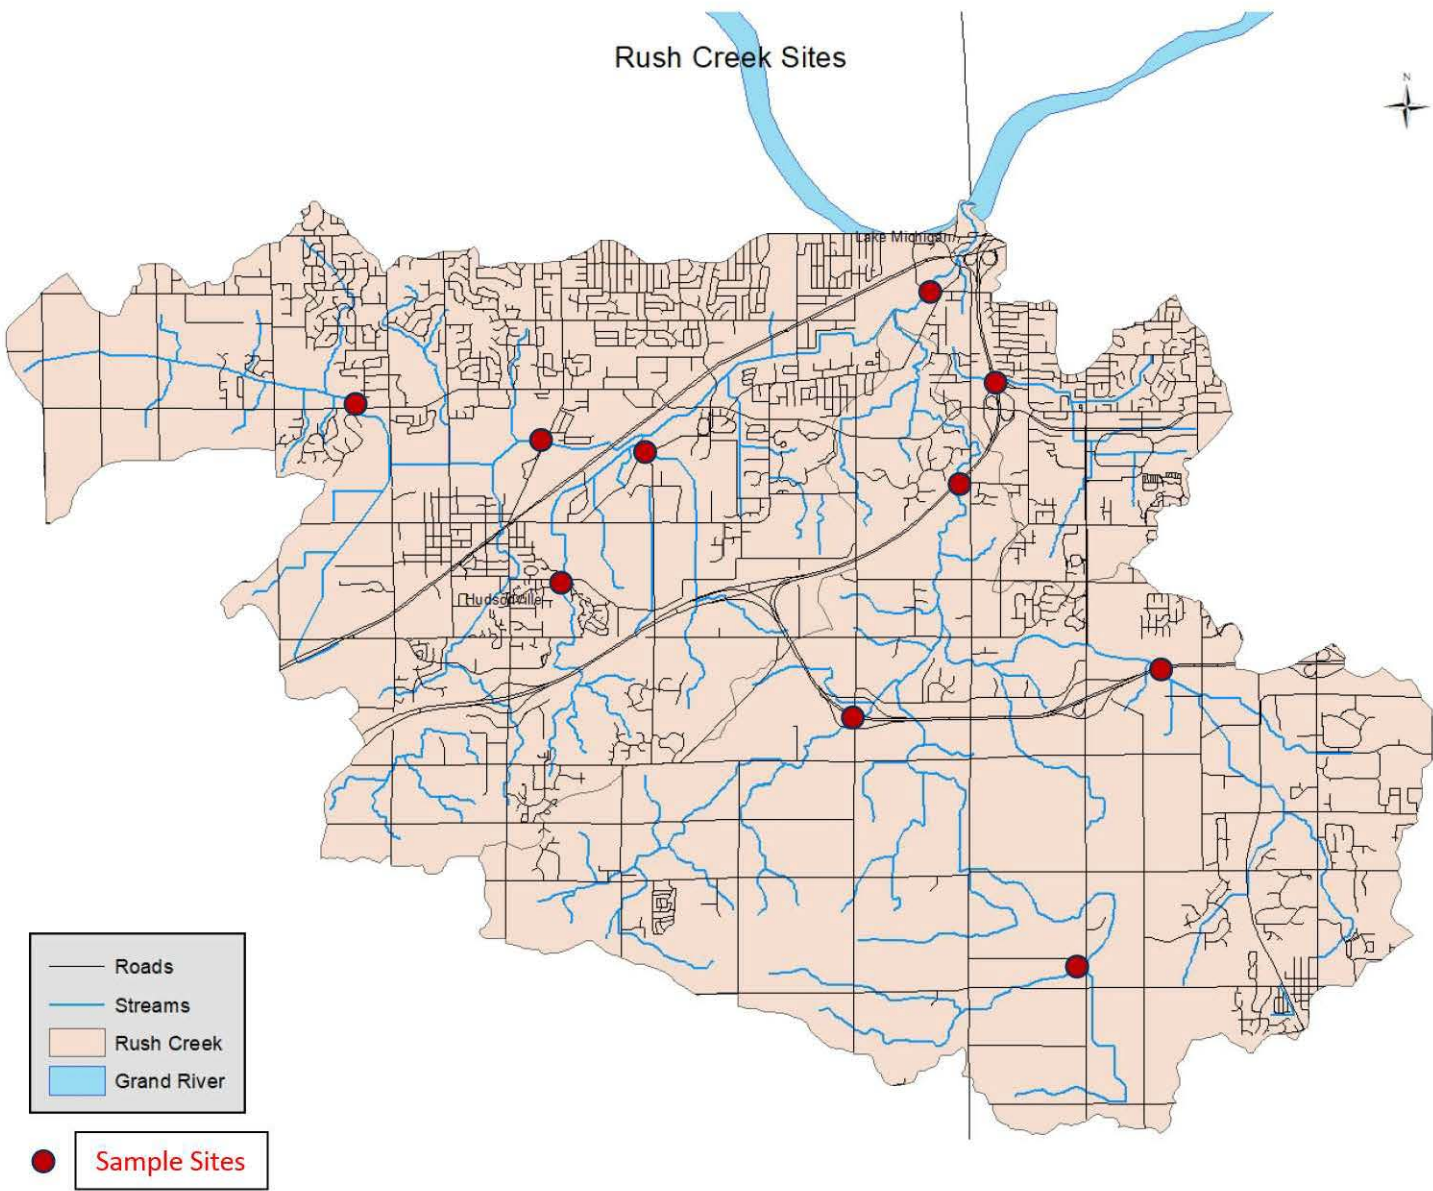 Rush Creek Sites
N
Lake Michigan
Hudsonville
Roads
Streams
Rush Creek
Grand River
Sample Sites